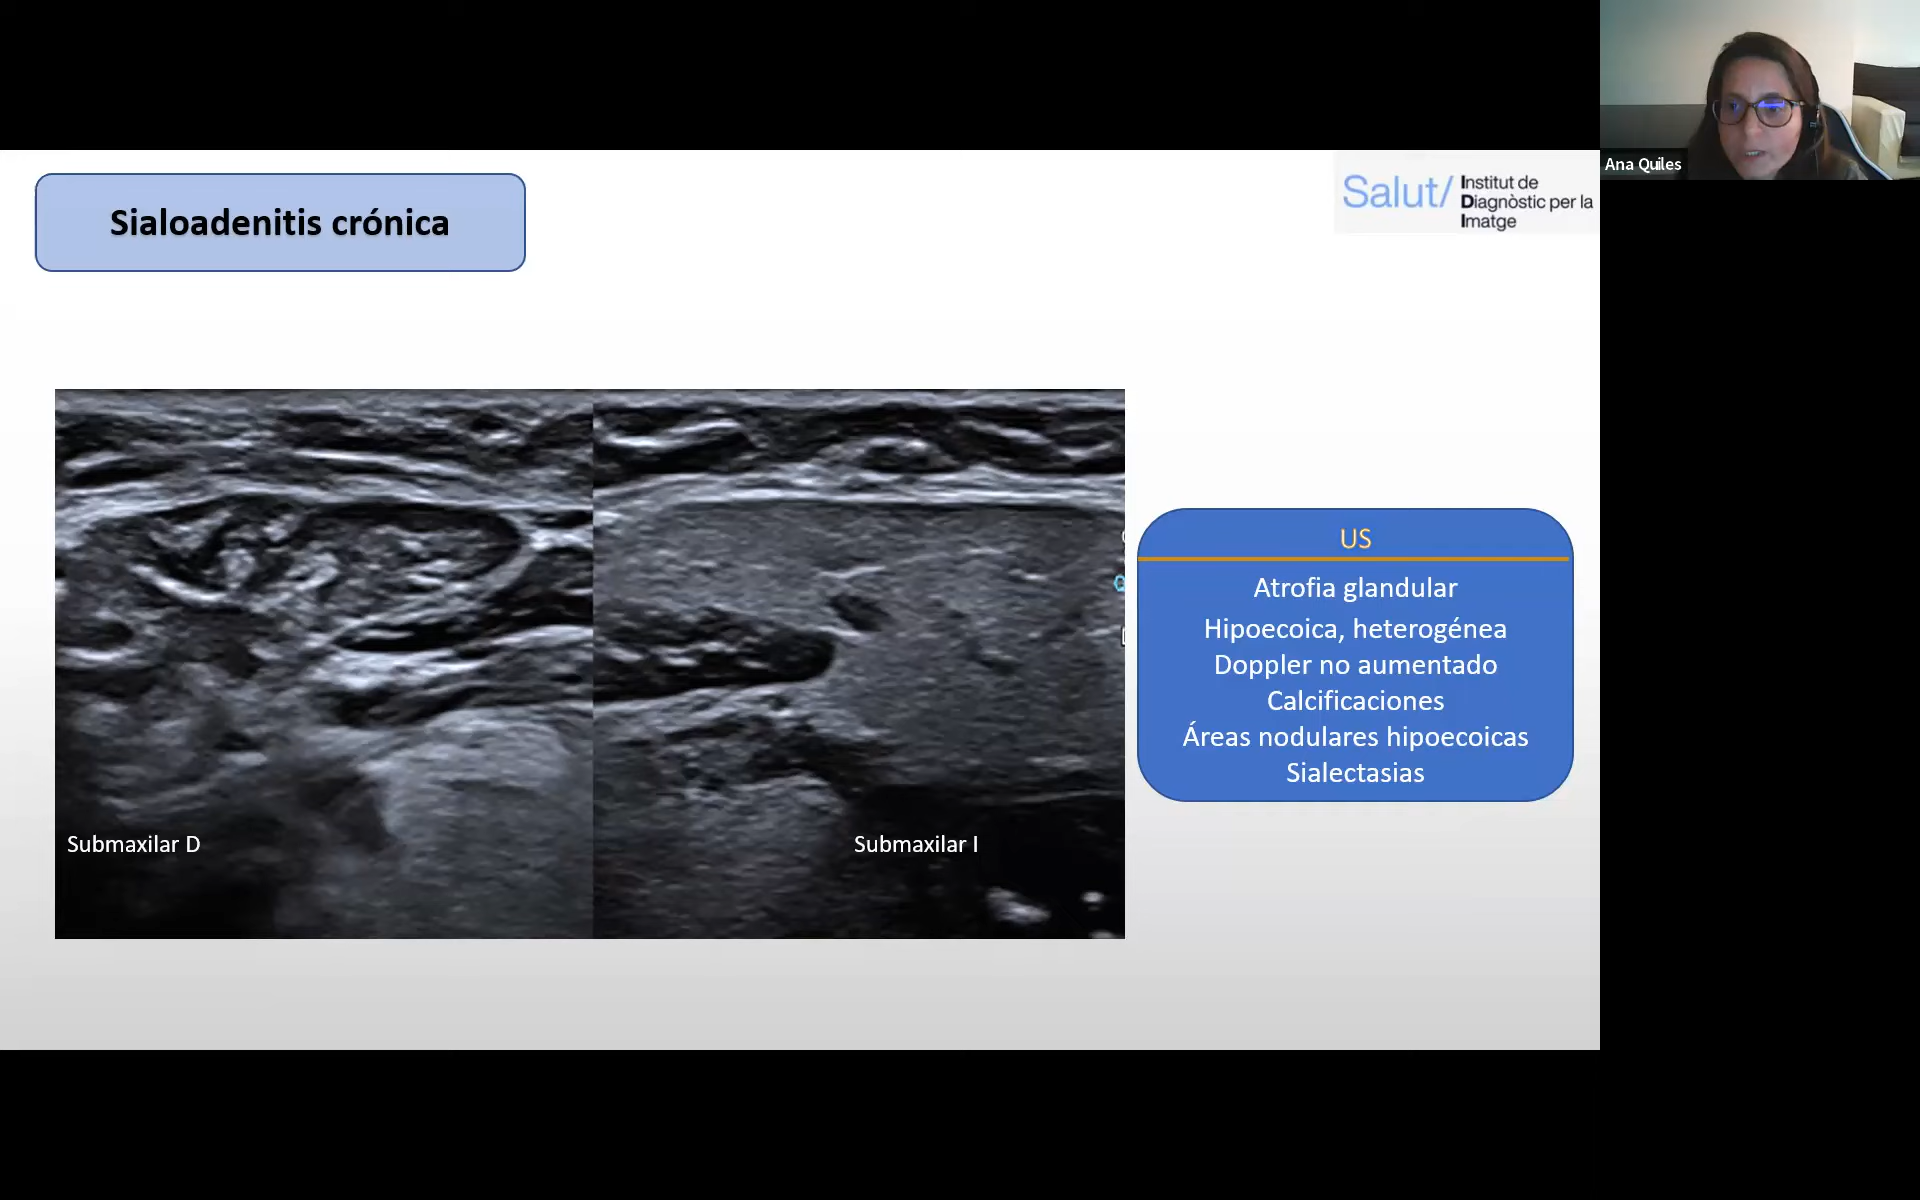 Ana Quiles
Sialoadenitis crónica
Salut/
Institut de
Diagnòstic per la
Imatge
US
Atrofia glandular
Hipoecoica, heterogénea
Doppler no aumentado
Calcificaciones
Áreas nodulares hipoecoicas
Sialectasias
Submaxilar D
Submaxilar I